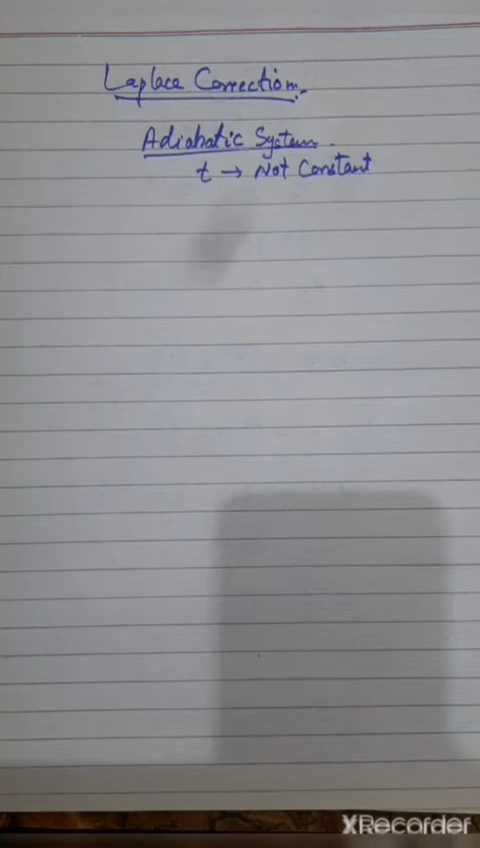 Laplace Correction.
Adiabatic System.
t → Not Constant
XRecorder